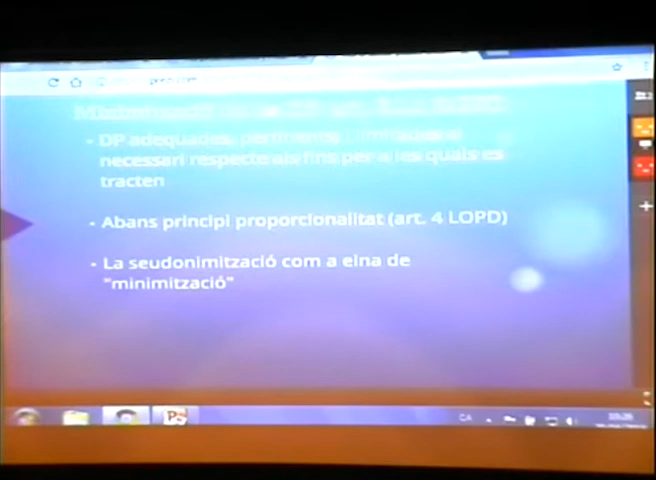 - DP adequades, pertinents, limitades a
necessari respecte als fins per a les quals es
tracten
- Abans principi proporcionalitat (art. 4 LOPD)
- La seudonimització com a eina de
"minimització"
CA